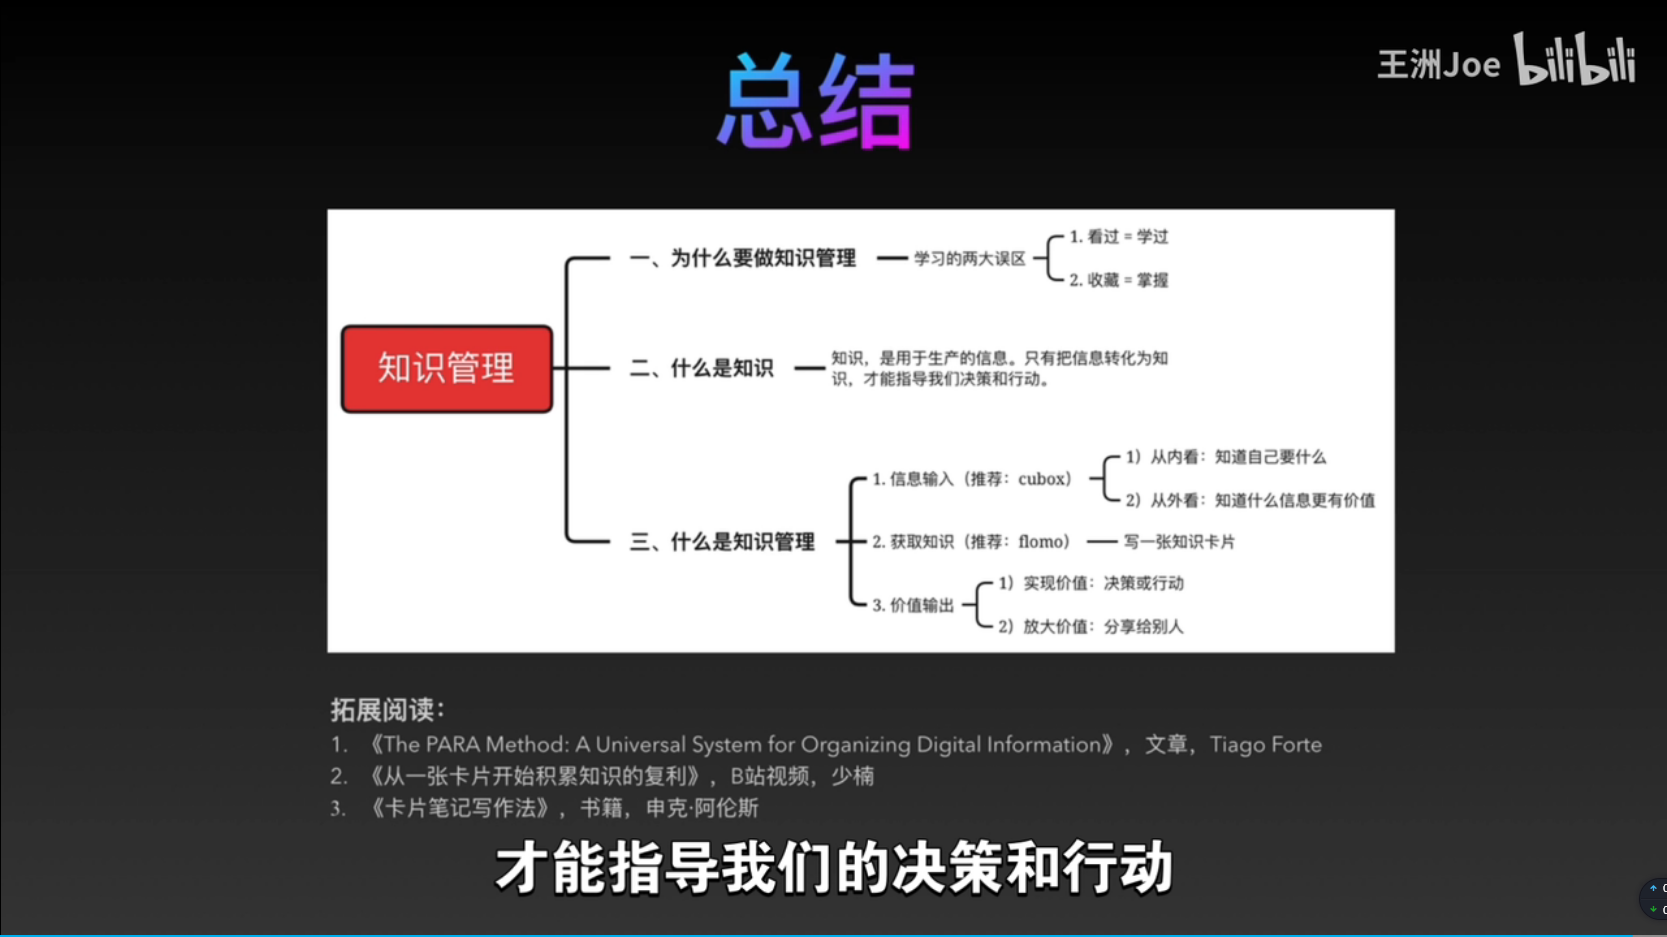 王洲Joe bilibili
总结
知识管理
一、为什么要做知识管理
学习的两大误区
1. 看过 = 学过
2. 收藏 = 掌握
二、什么是知识
知识，是用于生产的信息。只有把信息转化为知
识，才能指导我们决策和行动。
三、什么是知识管理
1. 信息输入（推荐：cubox）
1）从内看：知道自己要什么
2）从外看：知道什么信息更有价值
2. 获取知识（推荐：flomo）
写一张知识卡片
3. 价值输出
1）实现价值：决策或行动
2）放大价值：分享给别人
拓展阅读：
1. 《The PARA Method: A Universal System for Organizing Digital Information》，文章，Tiago Forte
2. 《从一张卡片开始积累知识的复利》，B站视频，少楠
3. 《卡片笔记写作法》，书籍，申克·阿伦斯
才能指导我们的决策和行动